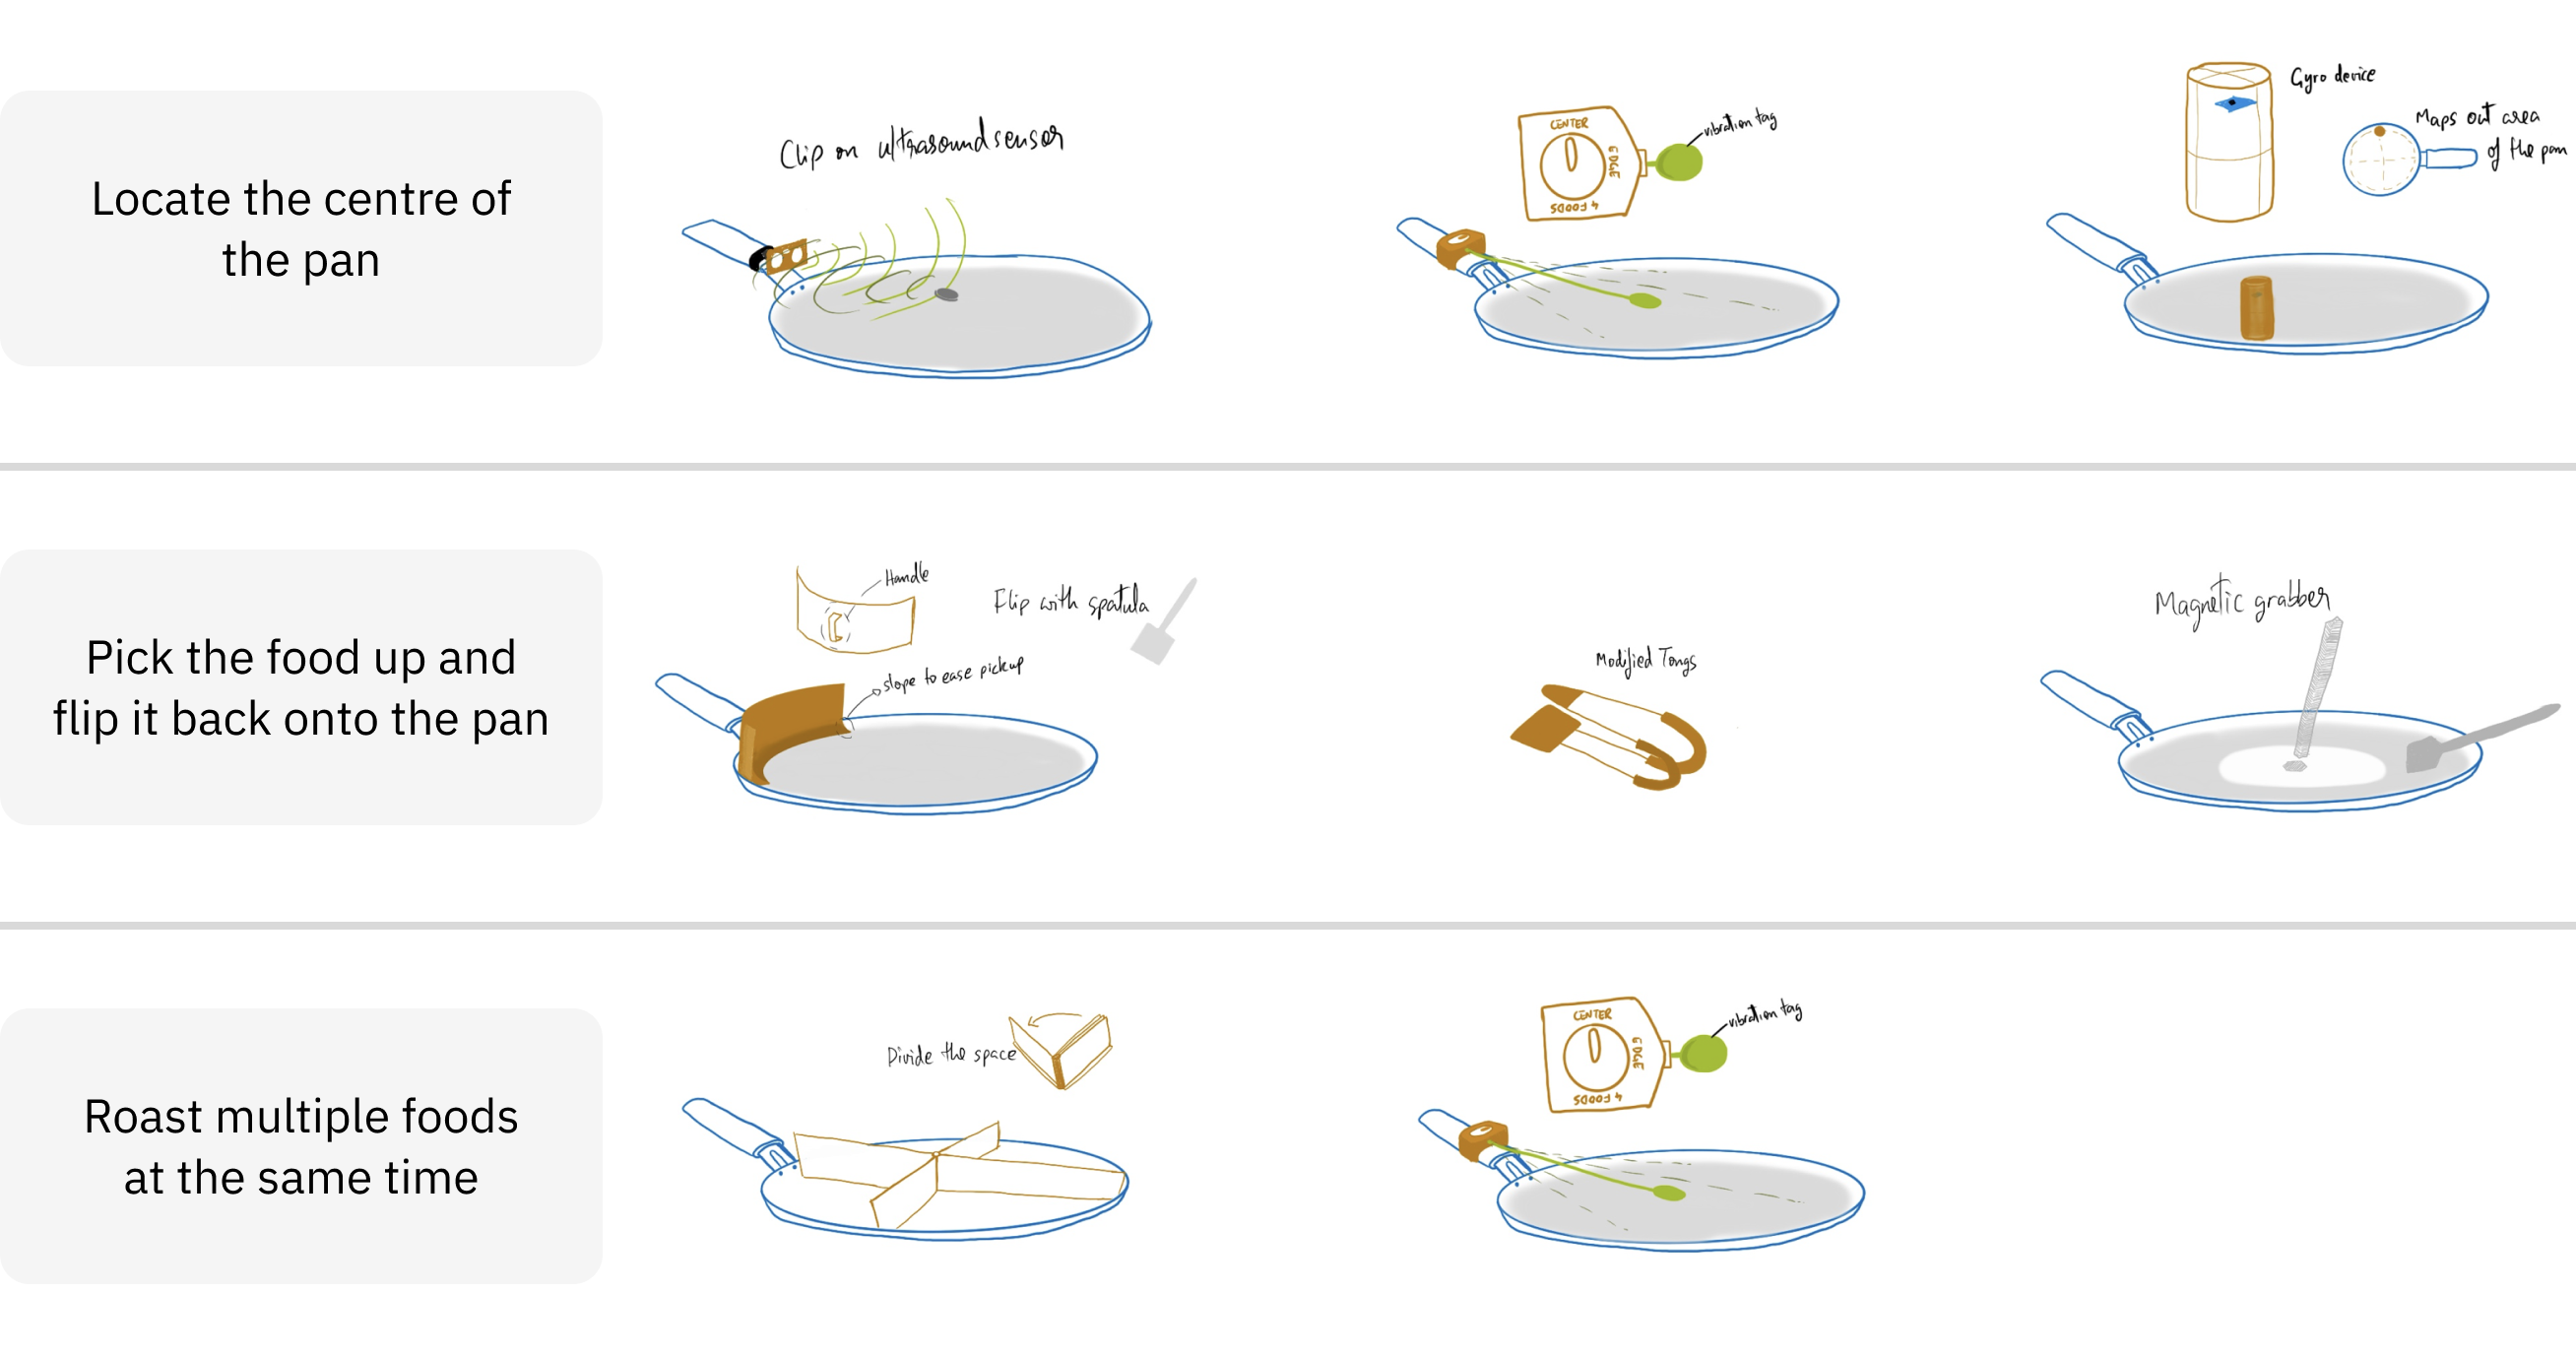 Locate the centre of
the pan
Clip on ultrasound sensor
CENTER
EDGE
4 FOODS
vibration tag
Gyro device
Maps out area
of the pan
Pick the food up and
flip it back onto the pan
Handle
Flip with spatula
slope to ease pickup
Modified Tongs
Magnetic grabber
Roast multiple foods
at the same time
Divide the space
CENTER
EDGE
4 FOODS
vibration tag